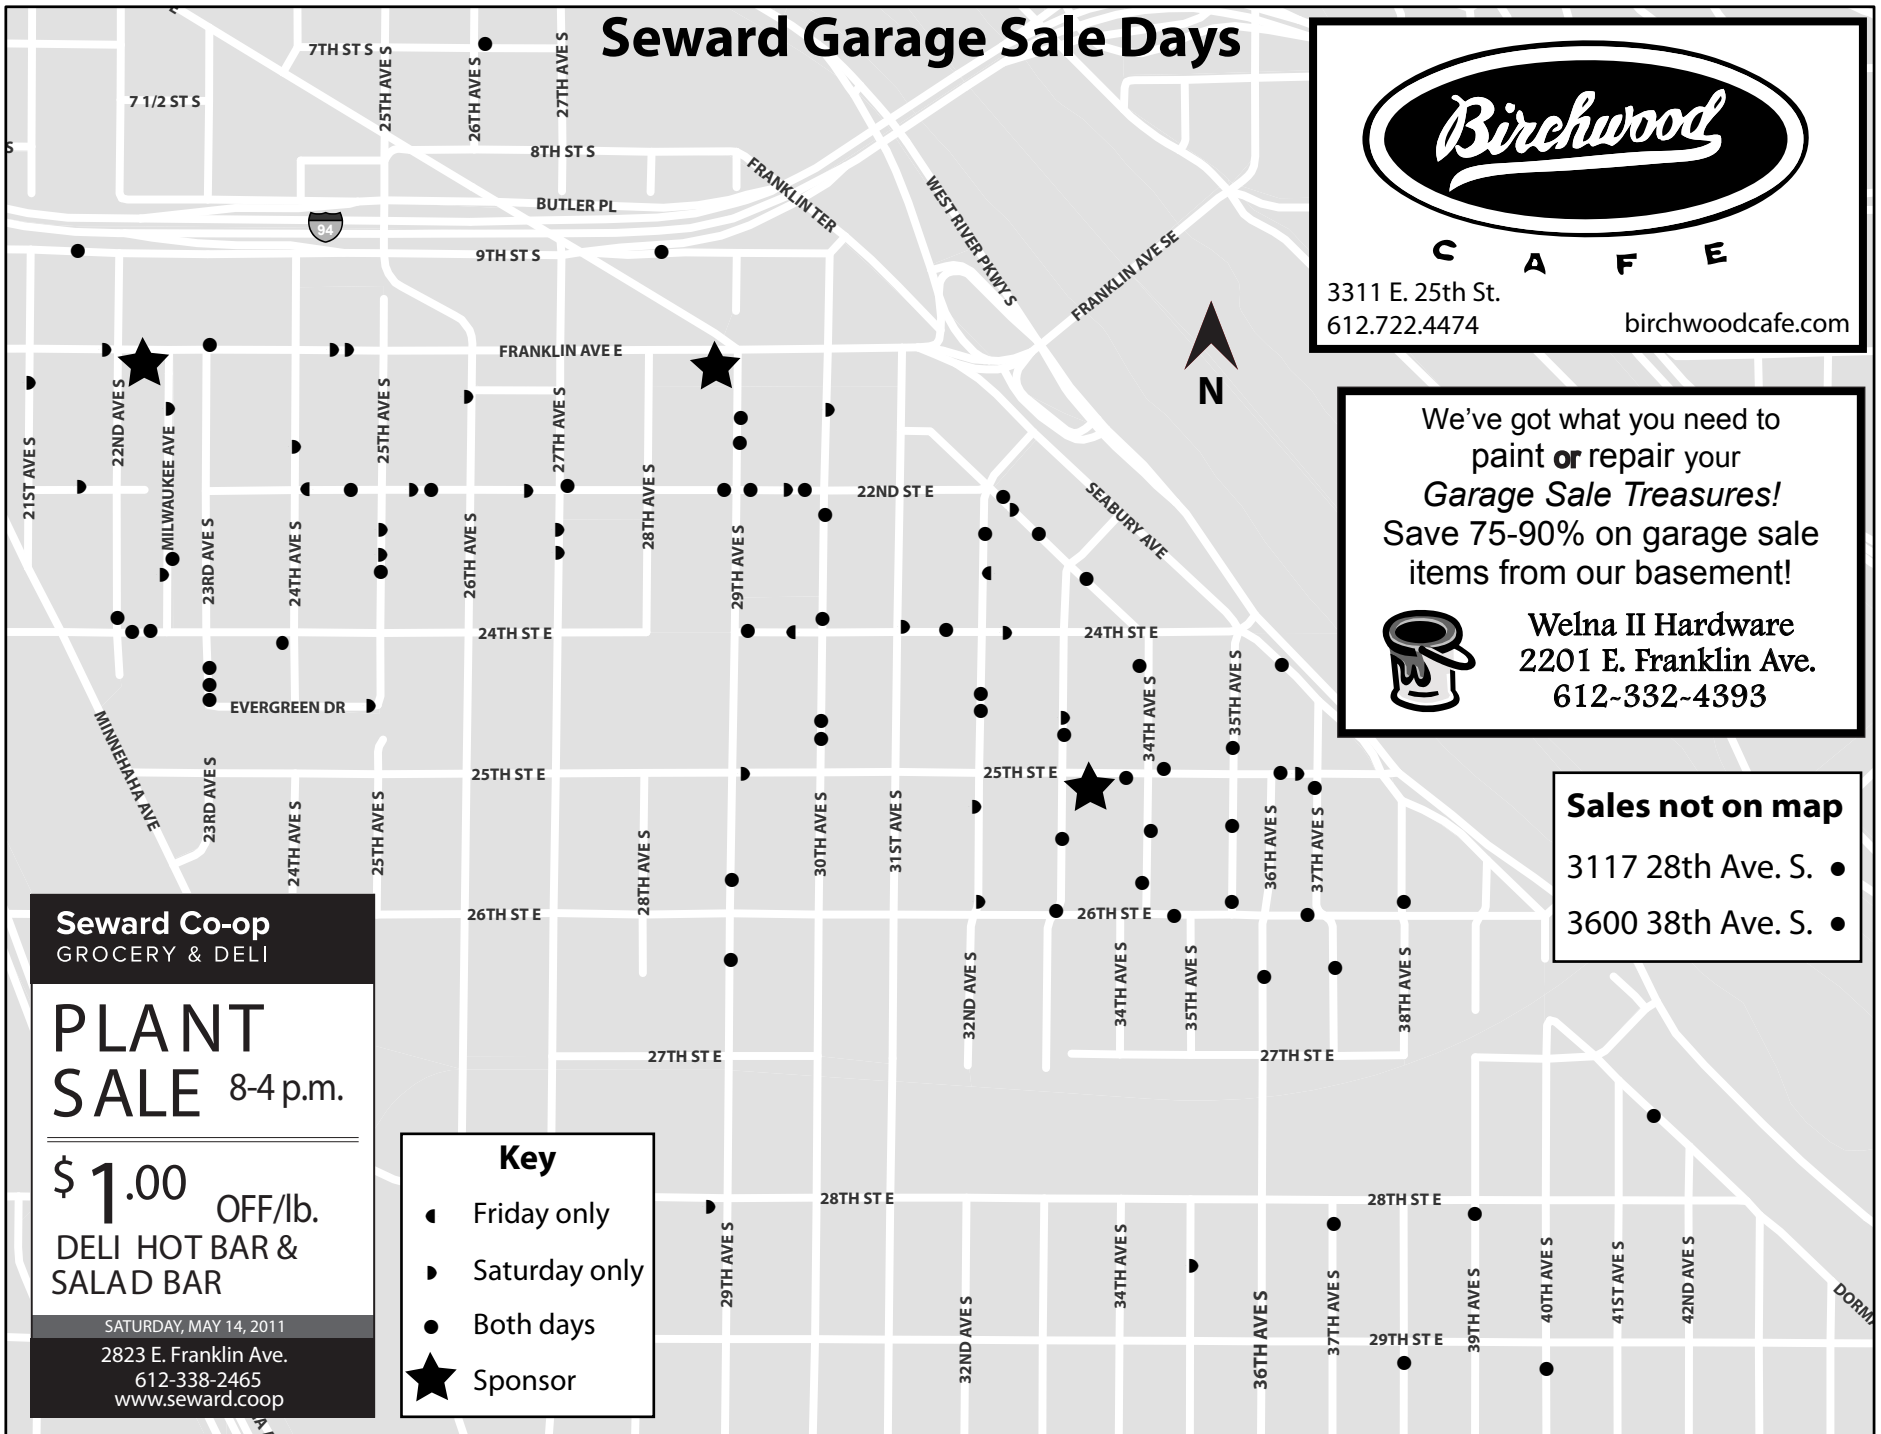 Seward Garage Sale Days
7TH ST S
25TH AVE S
26TH AVE S
27TH AVE S
7 1/2 ST S
S
8TH ST S
FRANKLIN TER
WEST RIVER PKWY S
BUTLER PL
94
9TH ST S
FRANKLIN AVE SE
N
FRANKLIN AVE E
21ST AVE S
22ND AVE S
MILWAUKEE AVE
23RD AVE S
24TH AVE S
25TH AVE S
26TH AVE S
27TH AVE S
28TH AVE S
29TH AVE S
22ND ST E
SEABURY AVE
24TH ST E
24TH ST E
EVERGREEN DR
34TH AVE S
35TH AVE S
MINNEHAHA AVE
25TH ST E
25TH ST E
23RD AVE S
24TH AVE S
25TH AVE S
28TH AVE S
30TH AVE S
31ST AVE S
36TH AVE S
37TH AVE S
26TH ST E
26TH ST E
32ND AVE S
34TH AVE S
35TH AVE S
38TH AVE S
27TH ST E
27TH ST E
28TH ST E
28TH ST E
29TH AVE S
32ND AVE S
34TH AVE S
36TH AVE S
37TH AVE S
39TH AVE S
40TH AVE S
41ST AVE S
42ND AVE S
29TH ST E
Birchwood
CAFE
3311 E. 25th St.
612.722.4474 birchwoodcafe.com
We've got what you need to
paint or repair your
Garage Sale Treasures!
Save 75-90% on garage sale
items from our basement!
Welna II Hardware
2201 E. Franklin Ave.
612-332-4393
Sales not on map
3117 28th Ave. S.
3600 38th Ave. S.
Seward Co-op
GROCERY & DELI
PLANT
SALE 8-4 p.m.
$1.00 OFF/lb.
DELI HOT BAR &
SALAD BAR
SATURDAY, MAY 14, 2011
2823 E. Franklin Ave.
612-338-2465
www.seward.coop
Key
Friday only
Saturday only
Both days
Sponsor